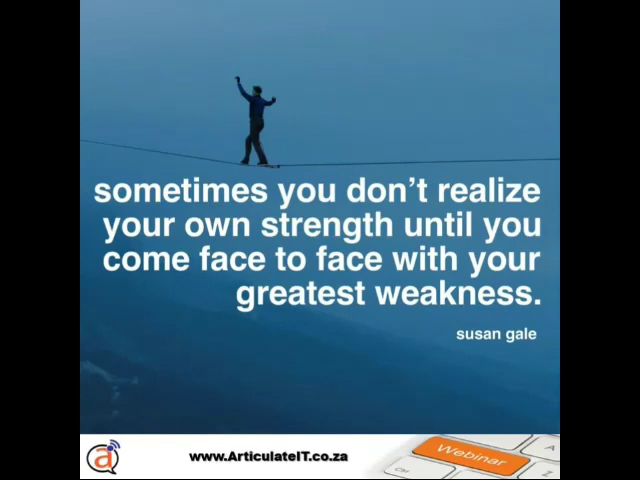 sometimes you don't realize
your own strength until you
come face to face with your
greatest weakness.
susan gale
a
www.ArticulateIT.co.za
Webinar
Ctrl
A
Z